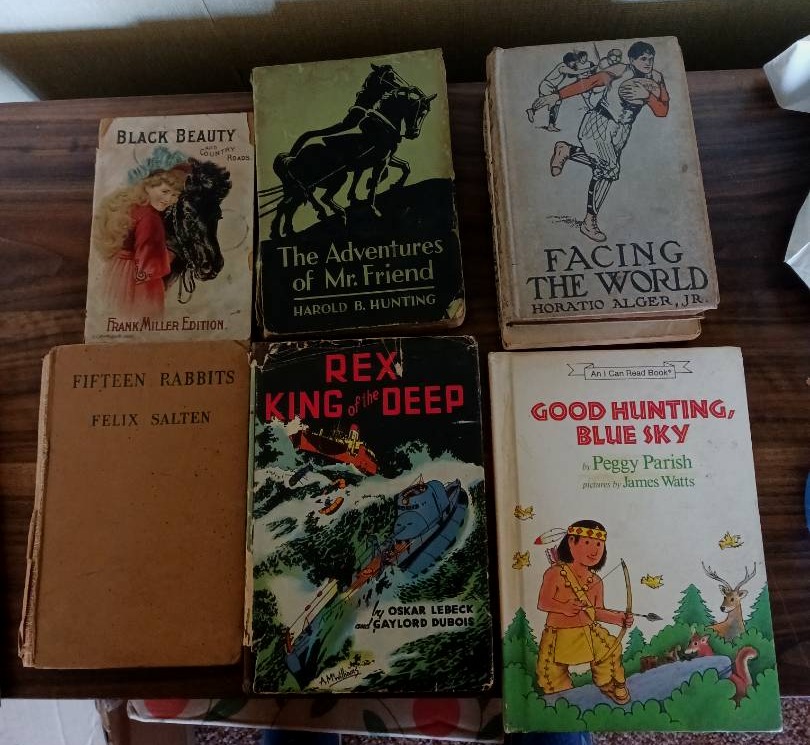 BLACK BEAUTY
AND
COUNTRY
ROADS.
FRANK MILLER EDITION.
The Adventures
of Mr. Friend
HAROLD B. HUNTING
FACING
THE WORLD
HORATIO ALGER, JR.
FIFTEEN RABBITS
FELIX SALTEN
REX
KING of the DEEP
by OSKAR LEBECK
and GAYLORD DUBOIS
An I Can Read Book®
GOOD HUNTING,
BLUE SKY
by Peggy Parish
pictures by James Watts